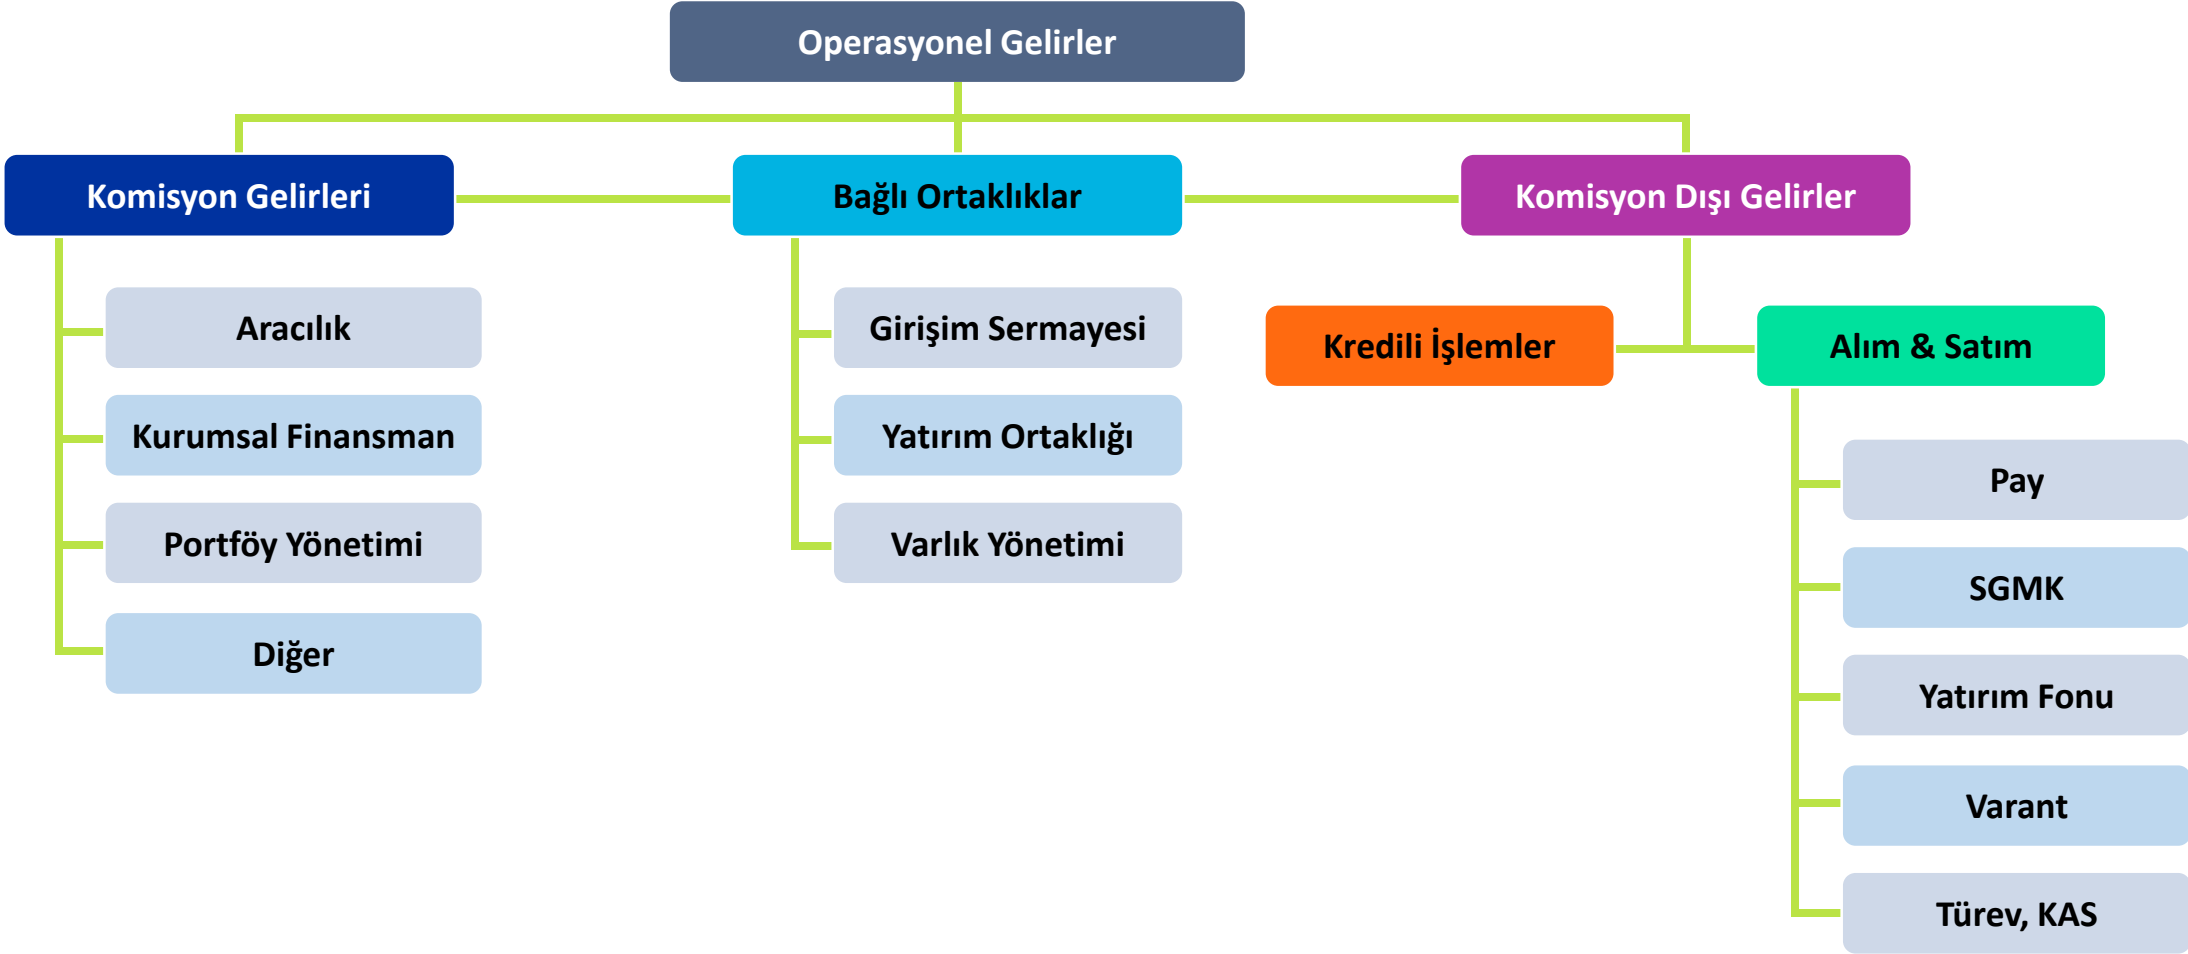 Operasyonel Gelirler
Komisyon Gelirleri
Bağlı Ortaklıklar
Komisyon Dışı Gelirler
Aracılık
Kurumsal Finansman
Portföy Yönetimi
Diğer
Girişim Sermayesi
Yatırım Ortaklığı
Varlık Yönetimi
Kredili İşlemler
Alım & Satım
Pay
SGMK
Yatırım Fonu
Varant
Türev, KAS